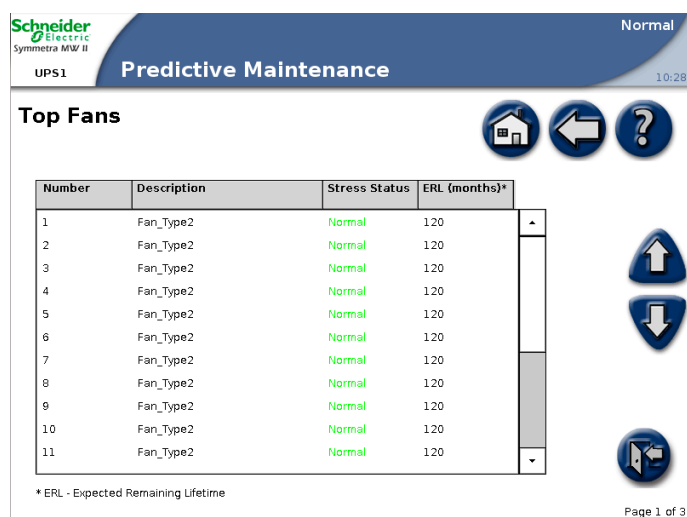 Schneider
Electric
Symmetra MW II
UPS1
Predictive Maintenance
Normal
10:28
Top Fans
?
Number Description Stress Status ERL (months)*
1 Fan_Type2 Normal 120
2 Fan_Type2 Normal 120
3 Fan_Type2 Normal 120
4 Fan_Type2 Normal 120
5 Fan_Type2 Normal 120
6 Fan_Type2 Normal 120
7 Fan_Type2 Normal 120
8 Fan_Type2 Normal 120
9 Fan_Type2 Normal 120
10 Fan_Type2 Normal 120
11 Fan_Type2 Normal 120
* ERL - Expected Remaining Lifetime
Page 1 of 3